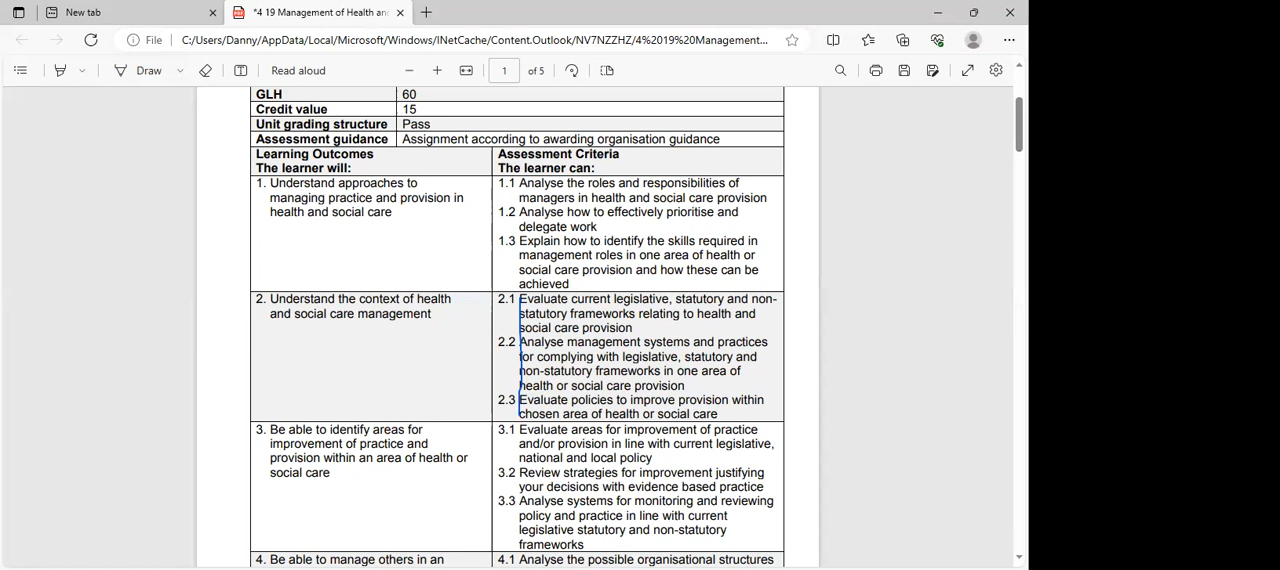 New tab
*4 19 Management of Health an
File
C:/Users/Danny/AppData/Local/Microsoft/Windows/INetCache/Content.Outlook/NV7NZZHZ/4%2019%20Management...
Draw
Read aloud
1
of 5
GLH 60
Credit value 15
Unit grading structure Pass
Assessment guidance Assignment according to awarding organisation guidance
Learning Outcomes
The learner will:
Assessment Criteria
The learner can:
1. Understand approaches to
managing practice and provision in
health and social care
1.1 Analyse the roles and responsibilities of
managers in health and social care provision
1.2 Analyse how to effectively prioritise and
delegate work
1.3 Explain how to identify the skills required in
management roles in one area of health or
social care provision and how these can be
achieved
2. Understand the context of health
and social care management
2.1 Evaluate current legislative, statutory and non-
statutory frameworks relating to health and
social care provision
2.2 Analyse management systems and practices
for complying with legislative, statutory and
non-statutory frameworks in one area of
health or social care provision
2.3 Evaluate policies to improve provision within
chosen area of health or social care
3. Be able to identify areas for
improvement of practice and
provision within an area of health or
social care
3.1 Evaluate areas for improvement of practice
and/or provision in line with current legislative,
national and local policy
3.2 Review strategies for improvement justifying
your decisions with evidence based practice
3.3 Analyse systems for monitoring and reviewing
policy and practice in line with current
legislative statutory and non-statutory
frameworks
4. Be able to manage others in an
4.1 Analyse the possible organisational structures